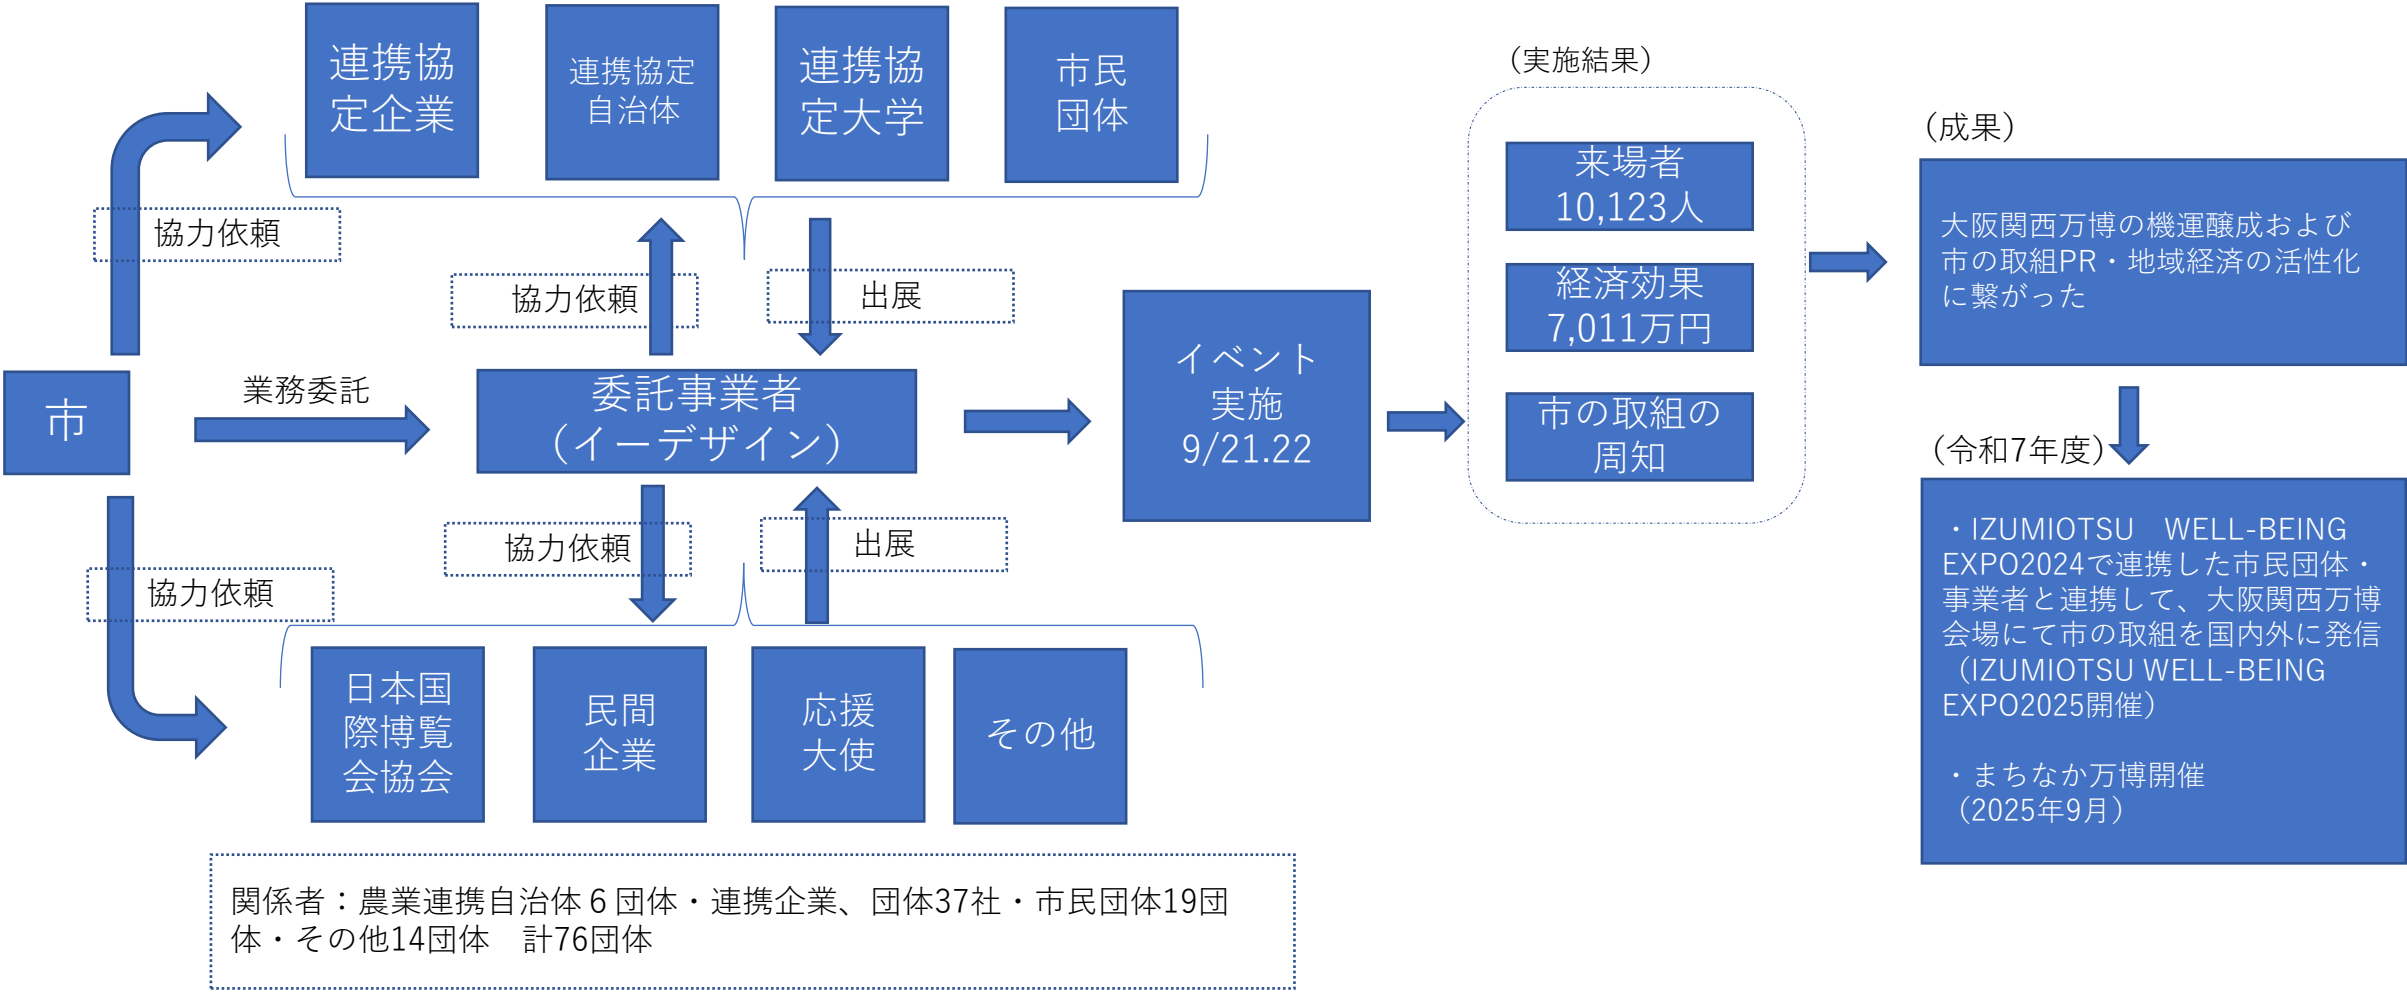 連携協
定企業
連携協定
自治体
連携協
定大学
市民
団体
協力依頼
協力依頼
出展
市
業務委託
委託事業者
（イーデザイン）
協力依頼
協力依頼
出展
日本国
際博覧
会協会
民間
企業
応援
大使
その他
関係者：農業連携自治体６団体・連携企業、団体37社・市民団体19団
体・その他14団体　計76団体
イベント
実施
9/21.22
（実施結果）
来場者
10,123人
経済効果
7,011万円
市の取組の
周知
（成果）
大阪関西万博の機運醸成および
市の取組PR・地域経済の活性化
に繋がった
（令和7年度）
・IZUMIOTSU　WELL-BEING
EXPO2024で連携した市民団体・
事業者と連携して、大阪関西万博
会場にて市の取組を国内外に発信
（IZUMIOTSU WELL-BEING
EXPO2025開催）
・まちなか万博開催
（2025年9月）